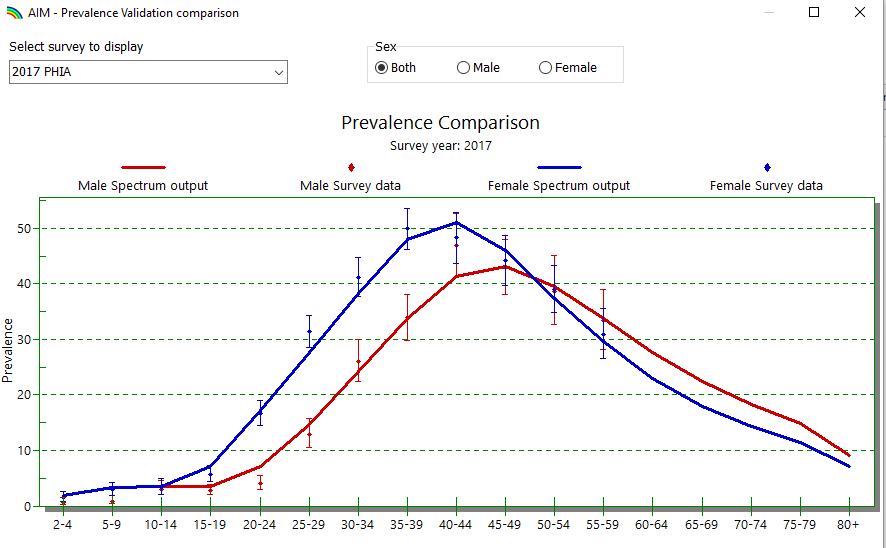 AIM - Prevalence Validation comparison
Select survey to display
2017 PHIA
Sex
Both
Male
Female
Prevalence Comparison
Survey year: 2017
Male Spectrum output
Male Survey data
Female Spectrum output
Female Survey data
Prevalence
50
40
30
20
10
0
2-4
5-9
10-14
15-19
20-24
25-29
30-34
35-39
40-44
45-49
50-54
55-59
60-64
65-69
70-74
75-79
80+